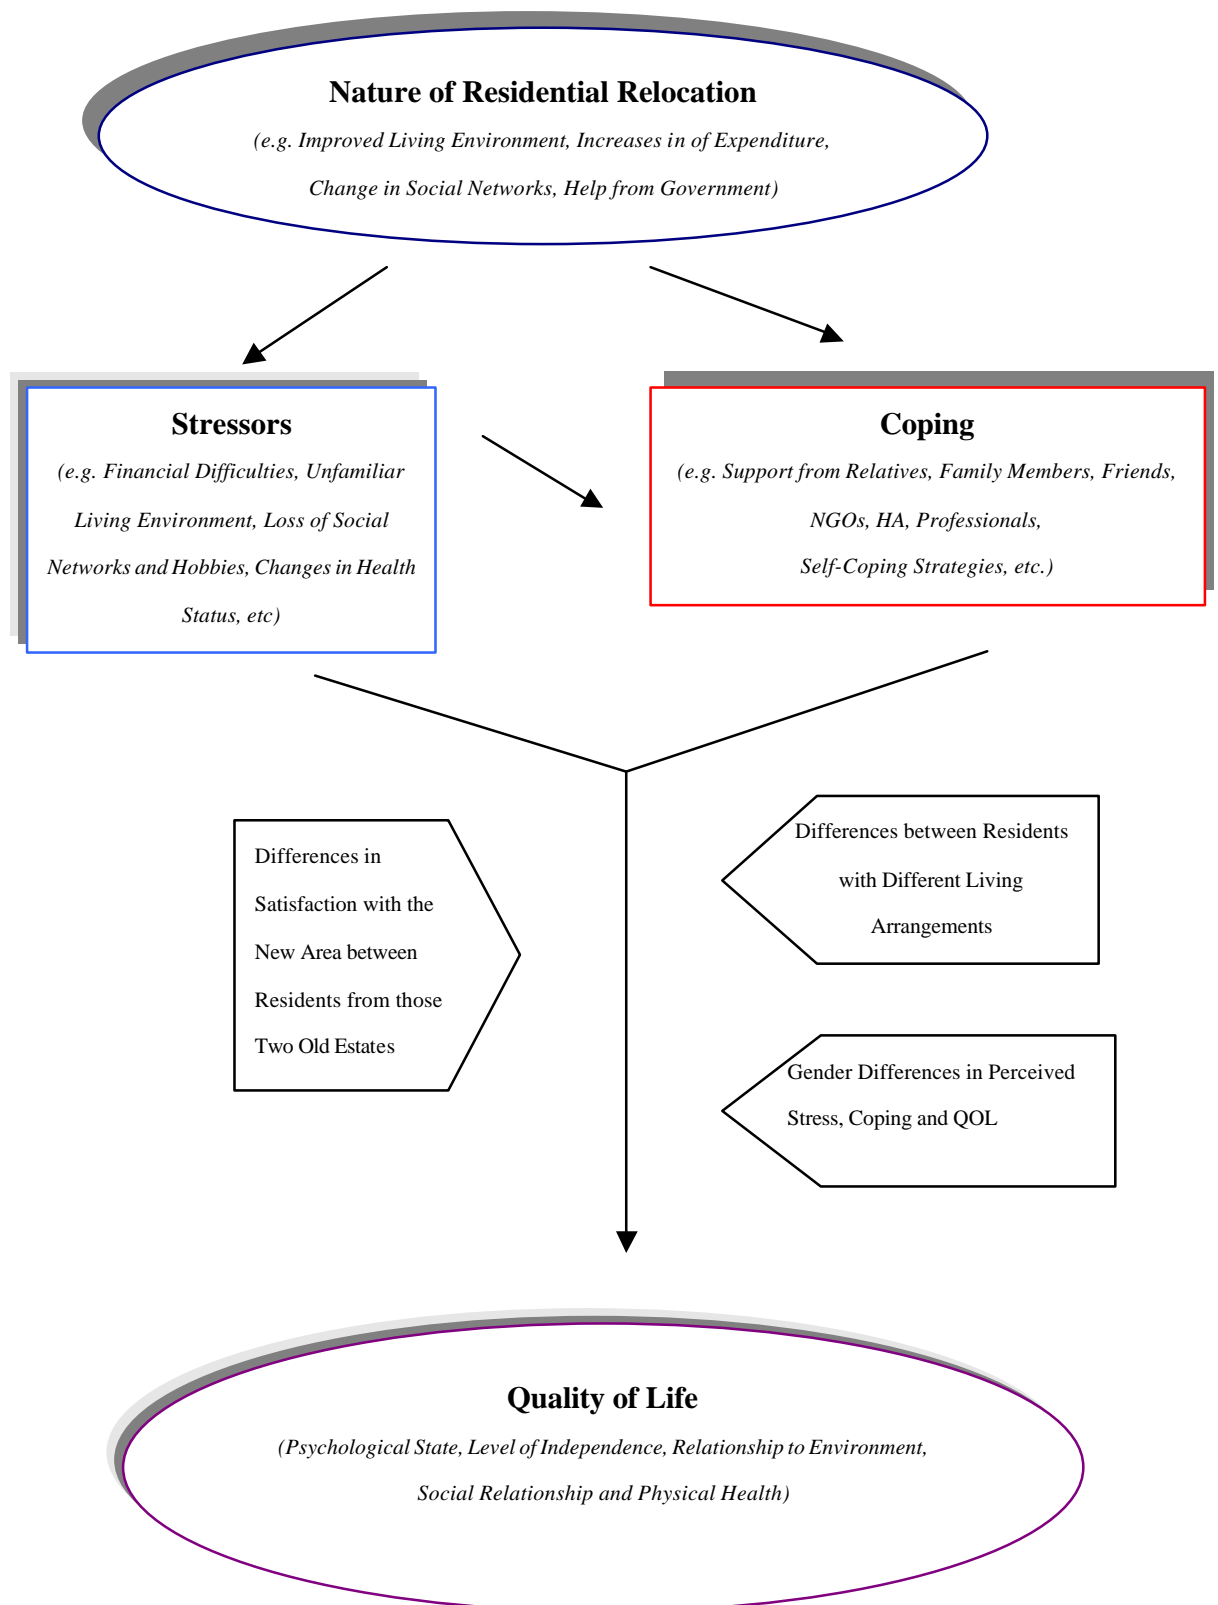 Nature of Residential Relocation
(e.g. Improved Living Environment, Increases in of Expenditure,
Change in Social Networks, Help from Government)
Stressors
(e.g. Financial Difficulties, Unfamiliar
Living Environment, Loss of Social
Networks and Hobbies, Changes in Health
Status, etc)
Coping
(e.g. Support from Relatives, Family Members, Friends,
NGOs, HA, Professionals,
Self-Coping Strategies, etc.)
Differences in
Satisfaction with the
New Area between
Residents from those
Two Old Estates
Differences between Residents
with Different Living
Arrangements
Gender Differences in Perceived
Stress, Coping and QOL
Quality of Life
(Psychological State, Level of Independence, Relationship to Environment,
Social Relationship and Physical Health)